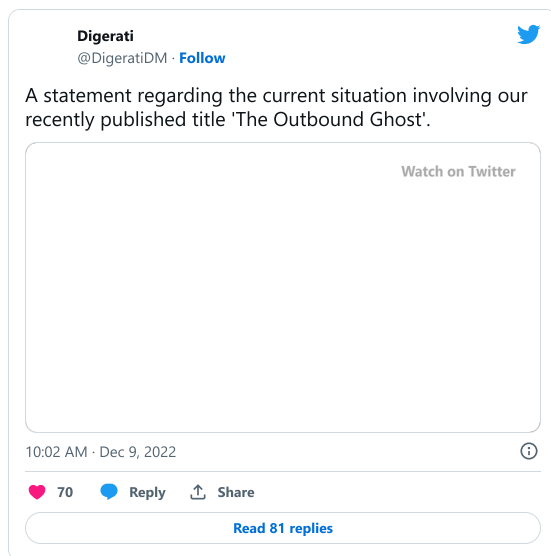 Digerati
@DigeratiDM · Follow
A statement regarding the current situation involving our
recently published title 'The Outbound Ghost'.
Watch on Twitter
10:02 AM · Dec 9, 2022
70 Reply Share
Read 81 replies